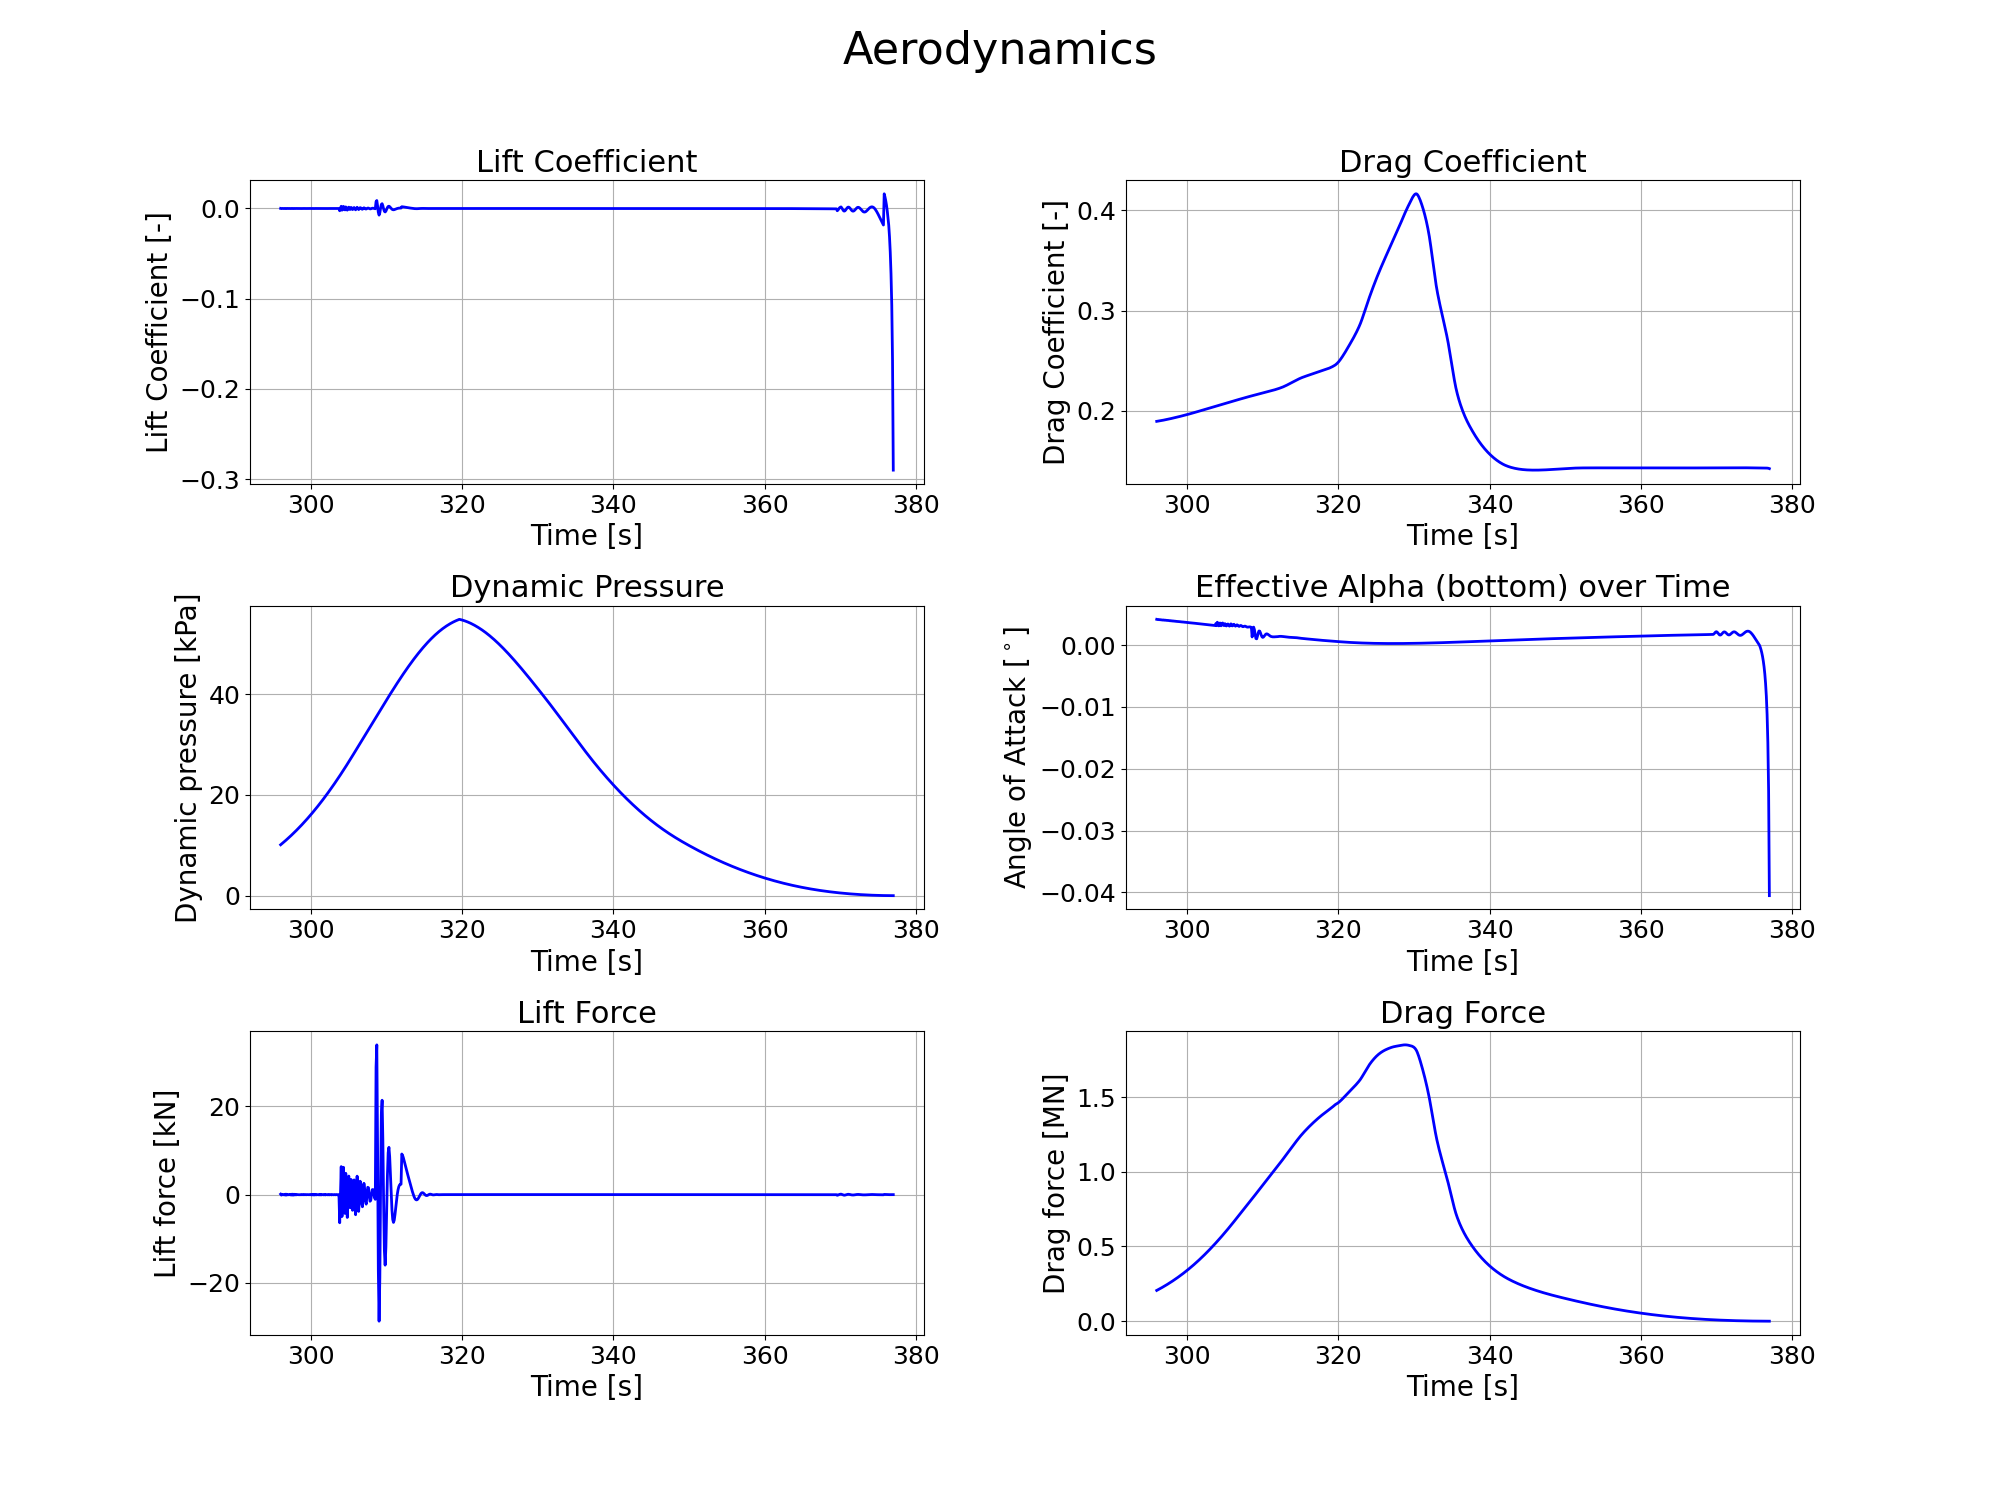 Aerodynamics
Lift Coefficient
Lift Coefficient [-]
0.0
−0.1
−0.2
−0.3
300 320 340 360 380
Time [s]
Drag Coefficient
Drag Coefficient [-]
0.4
0.3
0.2
300 320 340 360 380
Time [s]
Dynamic Pressure
Dynamic pressure [kPa]
40
20
0
300 320 340 360 380
Time [s]
Effective Alpha (bottom) over Time
Angle of Attack [°]
0.00
−0.01
−0.02
−0.03
−0.04
300 320 340 360 380
Time [s]
Lift Force
Lift force [kN]
20
0
−20
300 320 340 360 380
Time [s]
Drag Force
Drag force [MN]
1.5
1.0
0.5
0.0
300 320 340 360 380
Time [s]